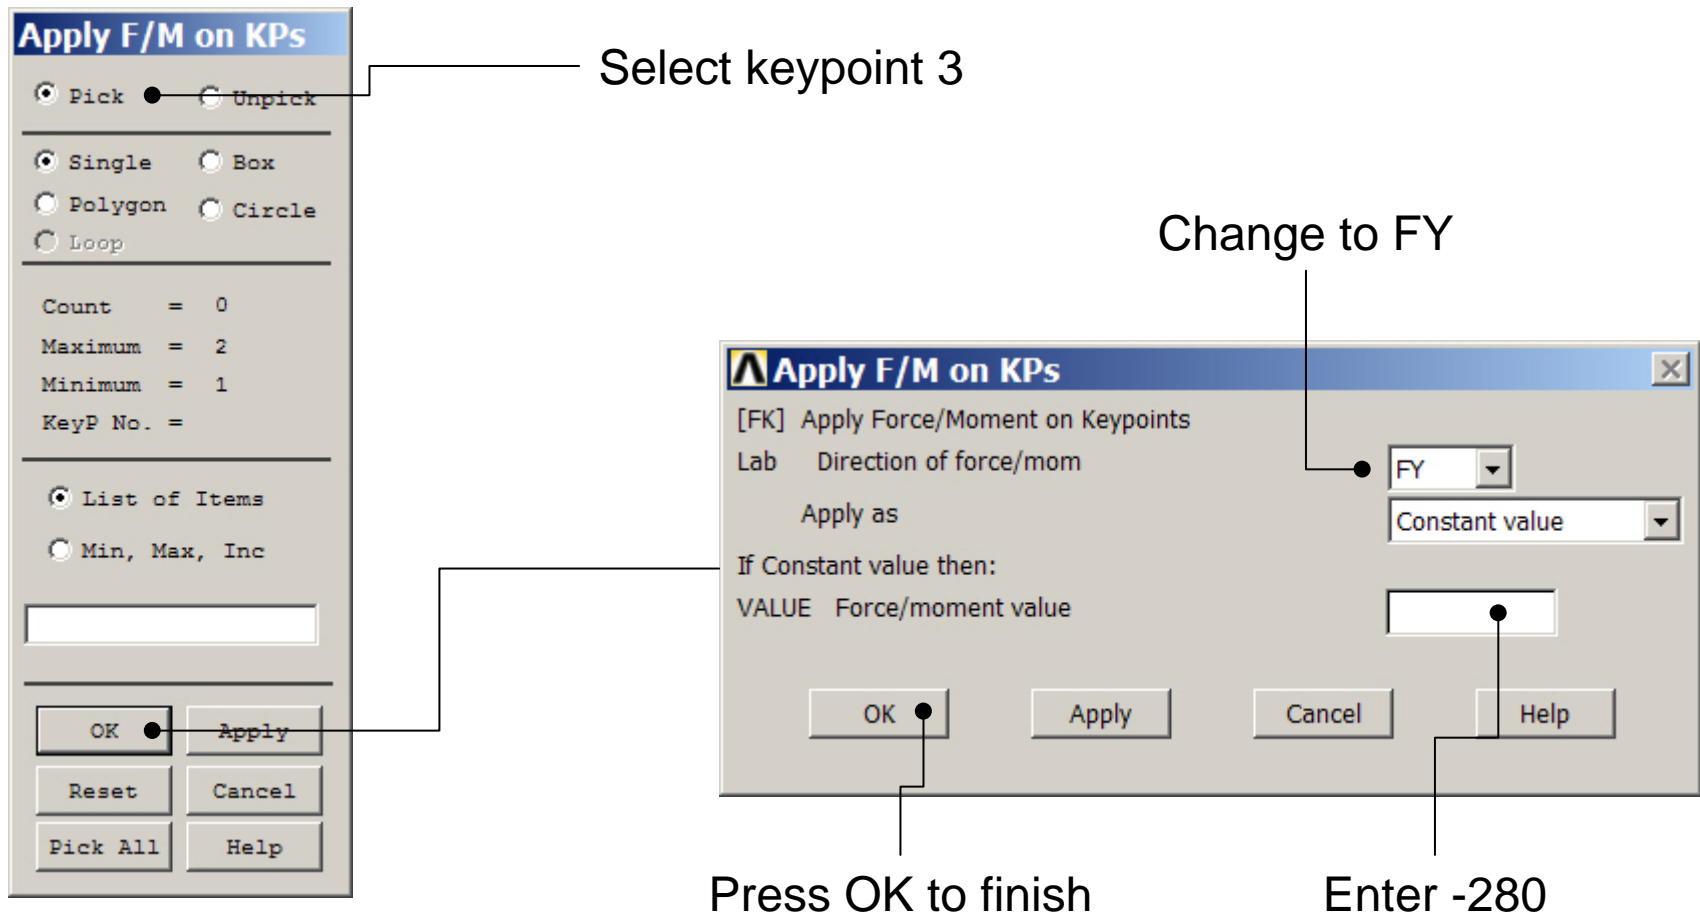 Apply F/M on KPs
Select keypoint 3
Pick Unpick
Single Box
Polygon Circle
Loop
Count = 0
Maximum = 2
Minimum = 1
KeyP No. =
List of Items
Min, Max, Inc
OK Apply
Reset Cancel
Pick All Help
Change to FY
Apply F/M on KPs
[FK] Apply Force/Moment on Keypoints
Lab Direction of force/mom FY
Apply as Constant value
If Constant value then:
VALUE Force/moment value
OK Apply Cancel Help
Press OK to finish
Enter -280